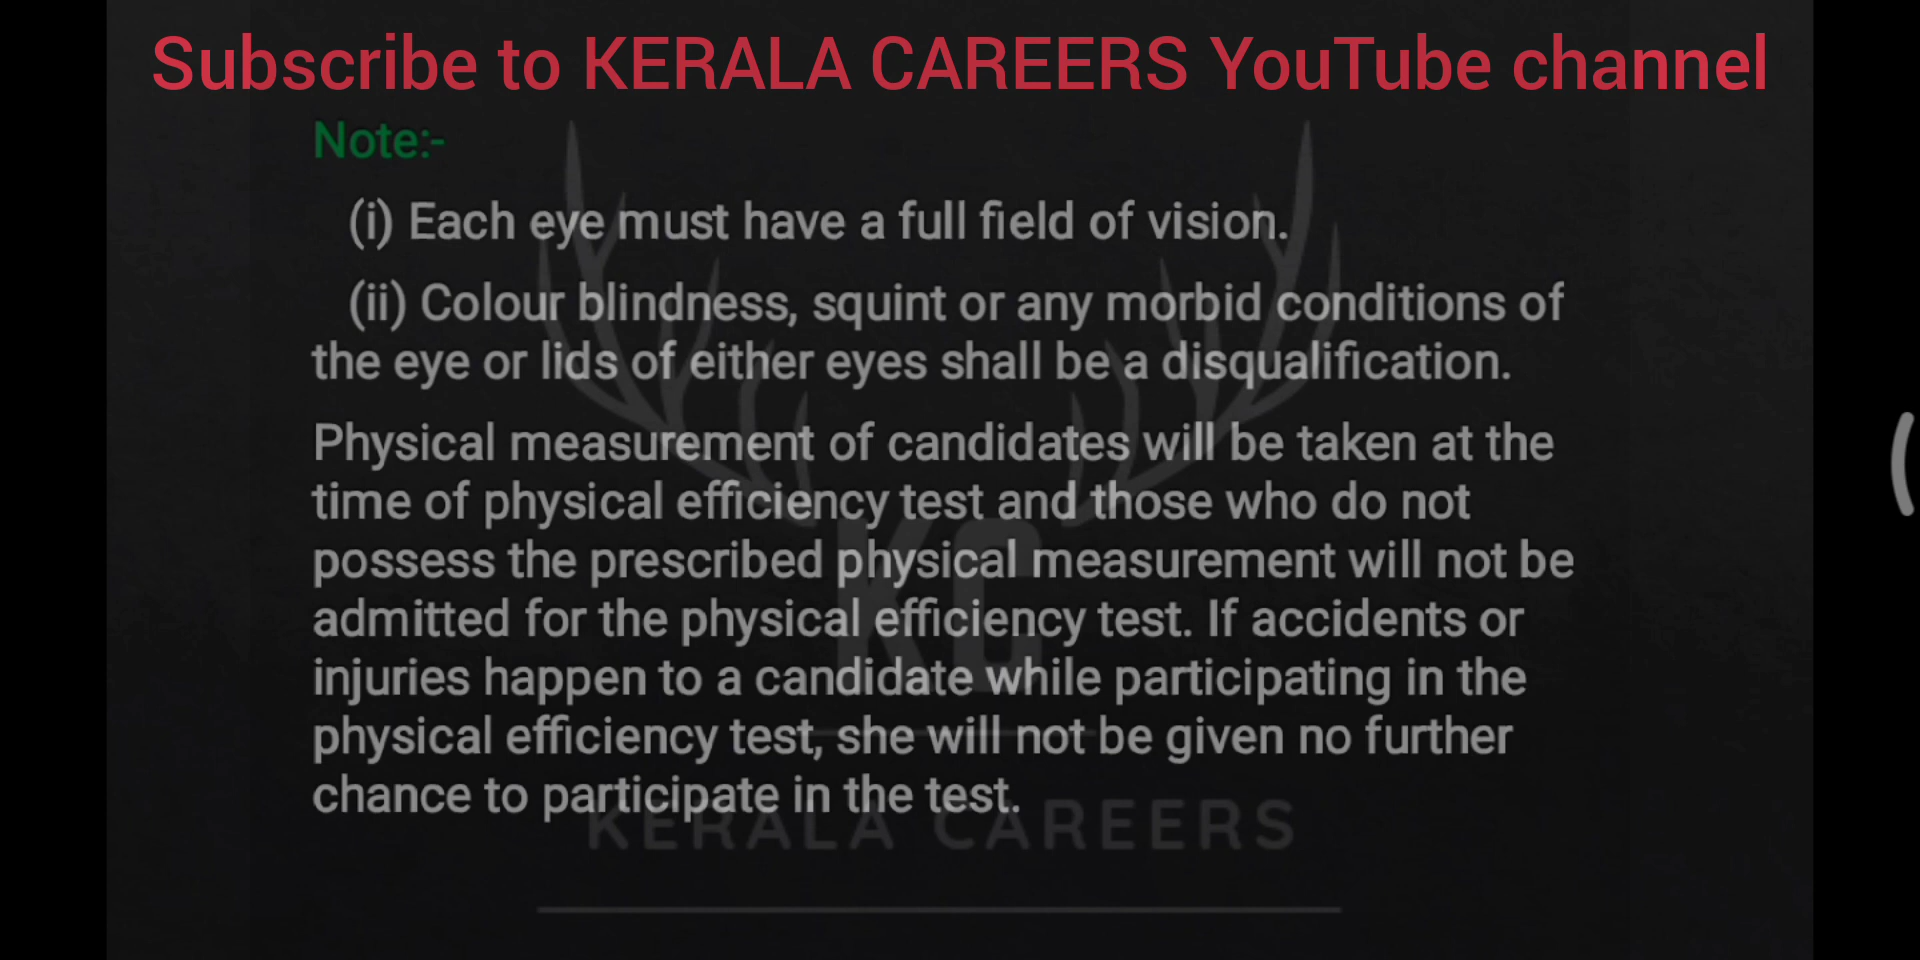 Subscribe to KERALA CAREERS YouTube channel
Note:-
(i) Each eye must have a full field of vision.
(ii) Colour blindness, squint or any morbid conditions of
the eye or lids of either eyes shall be a disqualification.
Physical measurement of candidates will be taken at the
time of physical efficiency test and those who do not
possess the prescribed physical measurement will not be
admitted for the physical efficiency test. If accidents or
injuries happen to a candidate while participating in the
physical efficiency test, she will not be given no further
chance to participate in the test.
KC
KERALA CAREERS